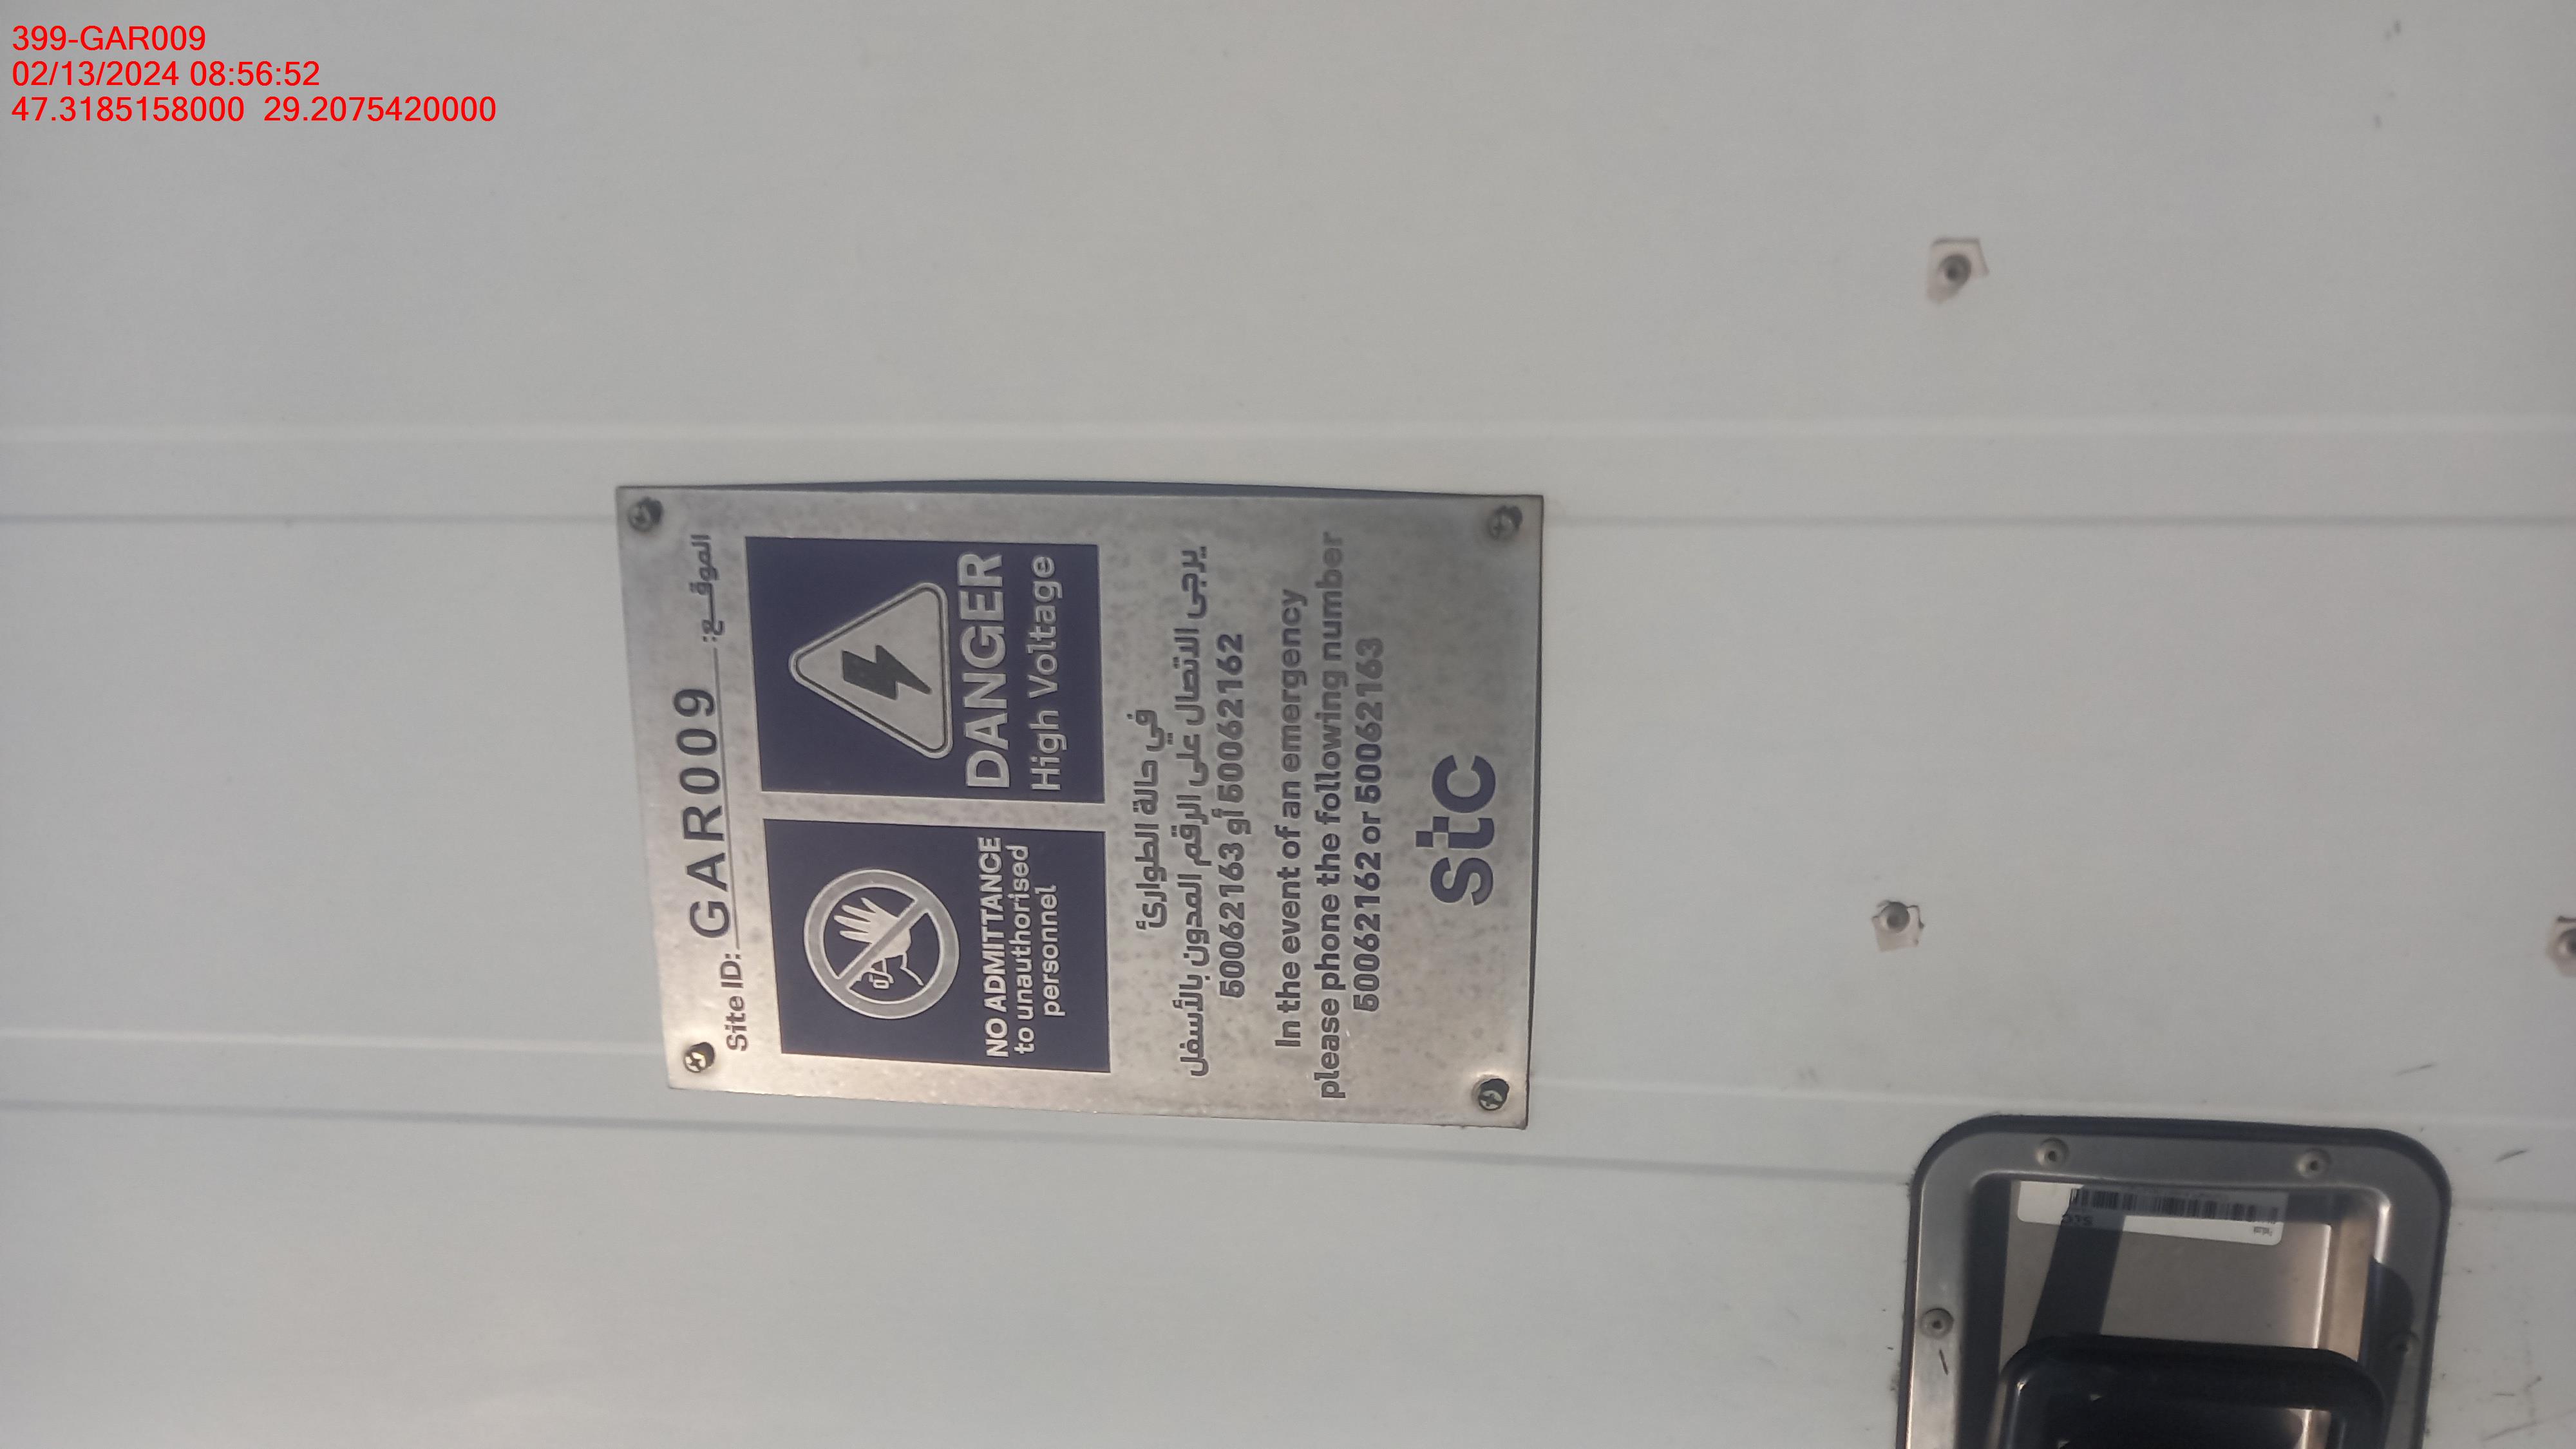 399-GAR009
02/13/2024 08:56:52
47.3185158000 29.2075420000
Site ID: GAR009 الموقـــع:
NO ADMITTANCE
to unauthorised
personnel
DANGER
High Voltage
في حالة الطوارئ
يرجى الاتصال على الرقم المدون بالأسفل
50062162 أو 50062163
In the event of an emergency
please phone the following number
50062162 or 50062163
stc
stc